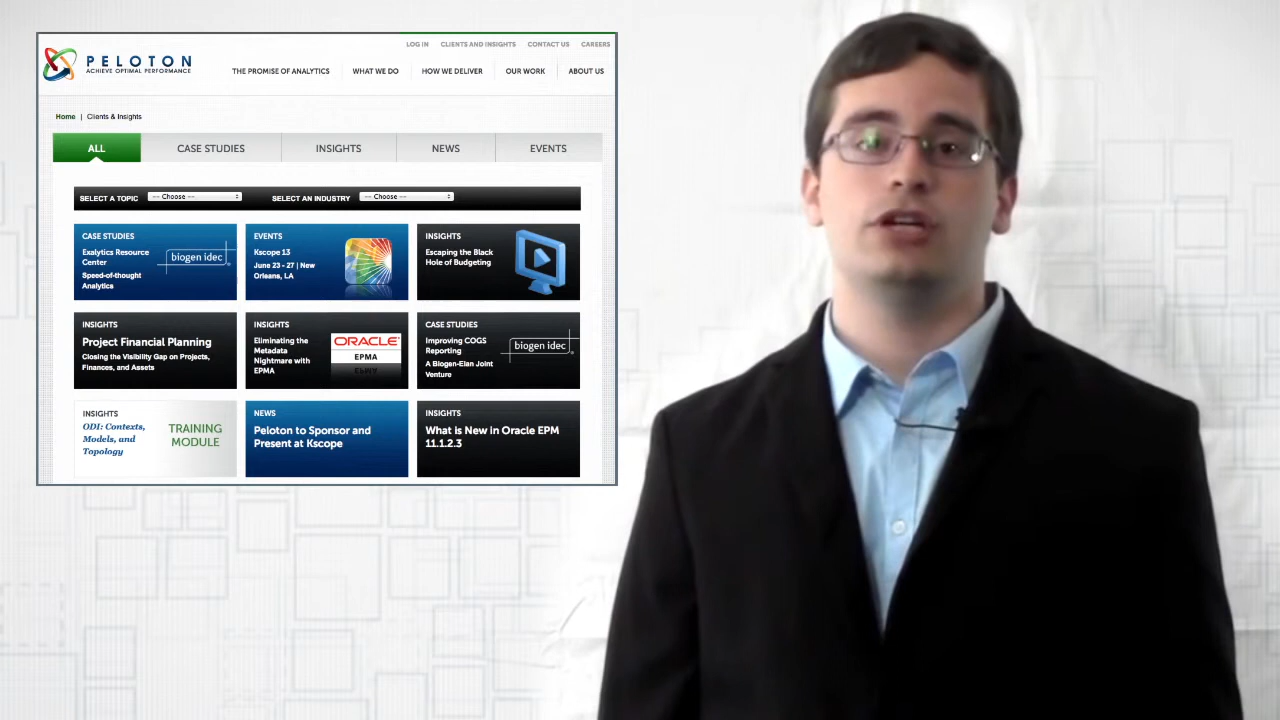 LOG IN CLIENTS AND INSIGHTS CONTACT US CAREERS
PELOTON
ACHIEVE OPTIMAL PERFORMANCE
THE PROMISE OF ANALYTICS WHAT WE DO HOW WE DELIVER OUR WORK ABOUT US
Home | Clients & Insights
ALL CASE STUDIES INSIGHTS NEWS EVENTS
SELECT A TOPIC -- Choose -- SELECT AN INDUSTRY -- Choose --
CASE STUDIES
Exalytics Resource
Center
Speed-of-thought
Analytics
biogen idec
EVENTS
Kscope 13
June 23 - 27 | New
Orleans, LA
INSIGHTS
Escaping the Black
Hole of Budgeting
INSIGHTS
Project Financial Planning
Closing the Visibility Gap on Projects,
Finances, and Assets
INSIGHTS
Eliminating the
Metadata
Nightmare with
EPMA
ORACLE
EPMA
CASE STUDIES
Improving COGS
Reporting
A Biogen-Elan Joint
Venture
biogen idec
INSIGHTS
ODI: Contexts,
Models, and
Topology
TRAINING
MODULE
NEWS
Peloton to Sponsor and
Present at Kscope
INSIGHTS
What is New in Oracle EPM
11.1.2.3